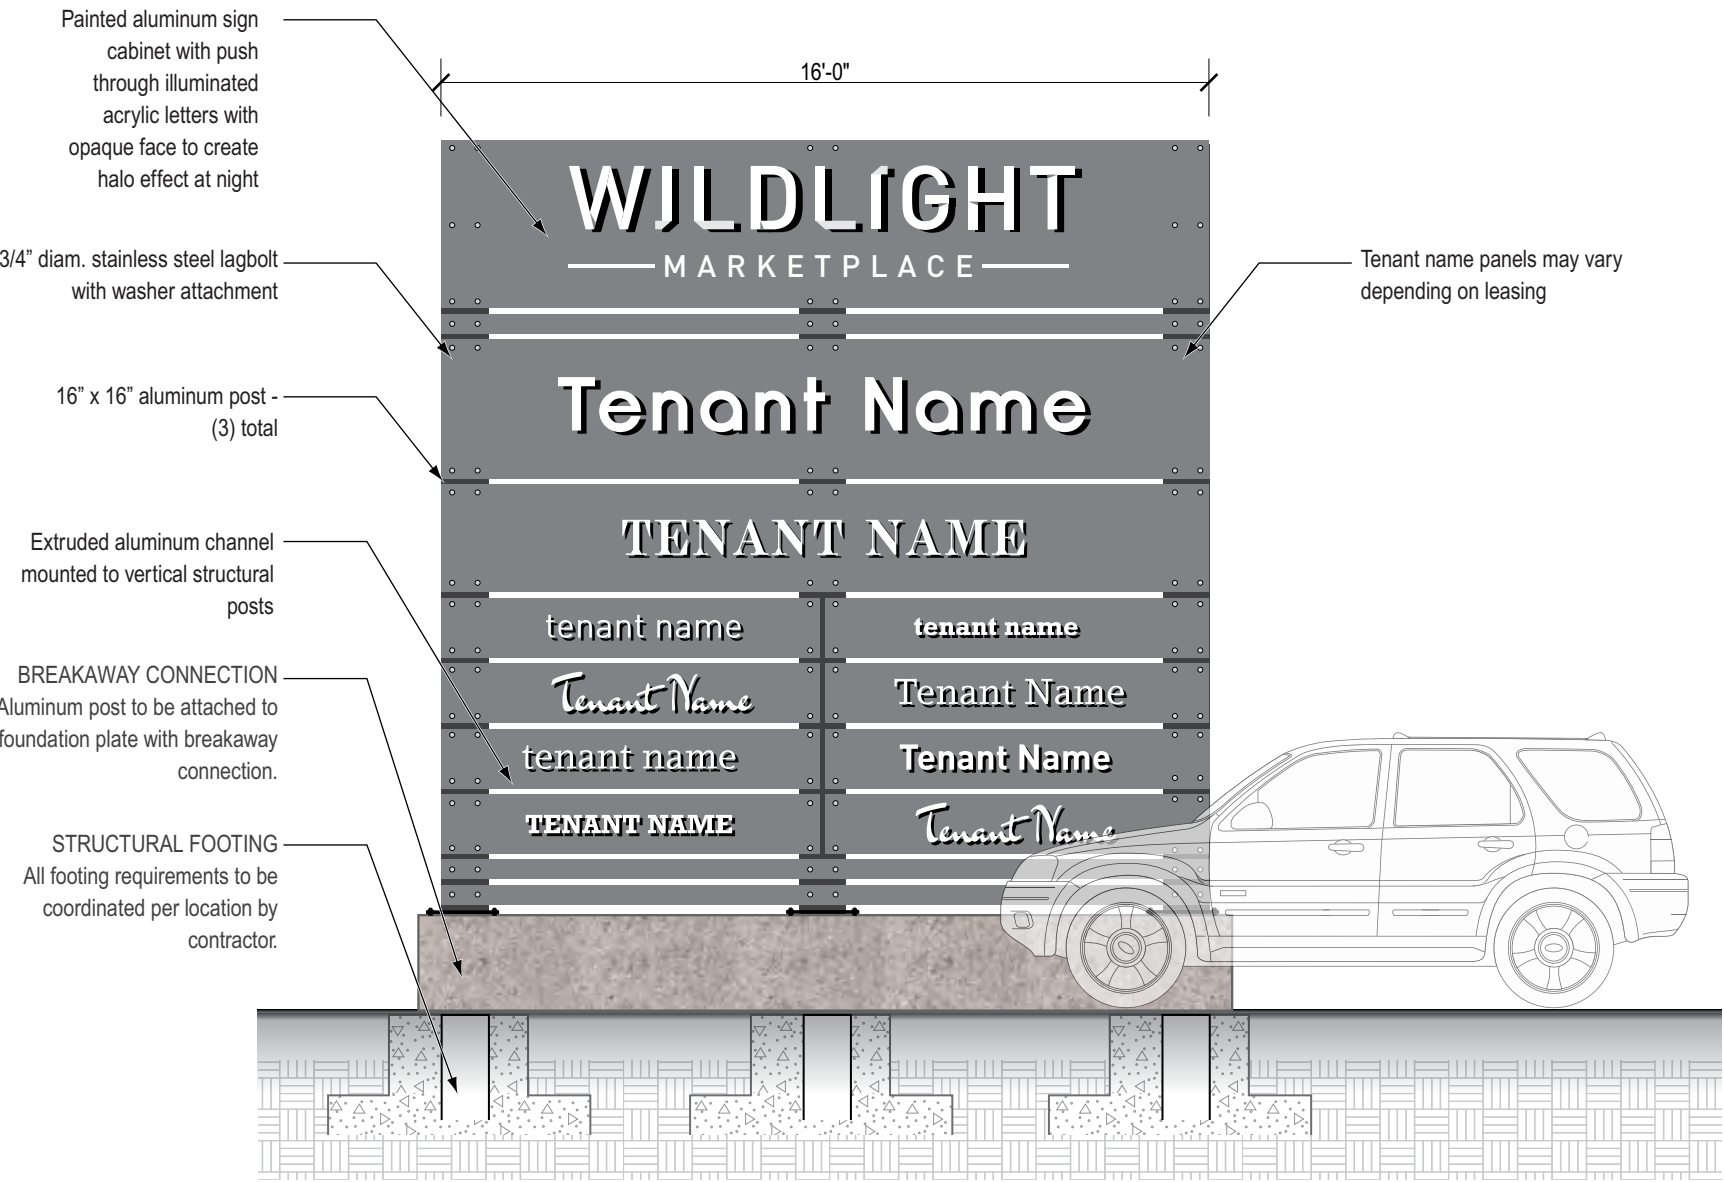 Painted aluminum sign
cabinet with push
through illuminated
acrylic letters with
opaque face to create
halo effect at night
3/4” diam. stainless steel lagbolt
with washer attachment
16” x 16” aluminum post -
(3) total
Extruded aluminum channel
mounted to vertical structural
posts
BREAKAWAY CONNECTION
Aluminum post to be attached to
foundation plate with breakaway
connection.
STRUCTURAL FOOTING
All footing requirements to be
coordinated per location by
contractor.
16'-0"
WILDLIGHT
MARKETPLACE
Tenant Name
TENANT NAME
tenant name
tenant name
Tenant Name
Tenant Name
tenant name
Tenant Name
TENANT NAME
Tenant Name
Tenant name panels may vary
depending on leasing